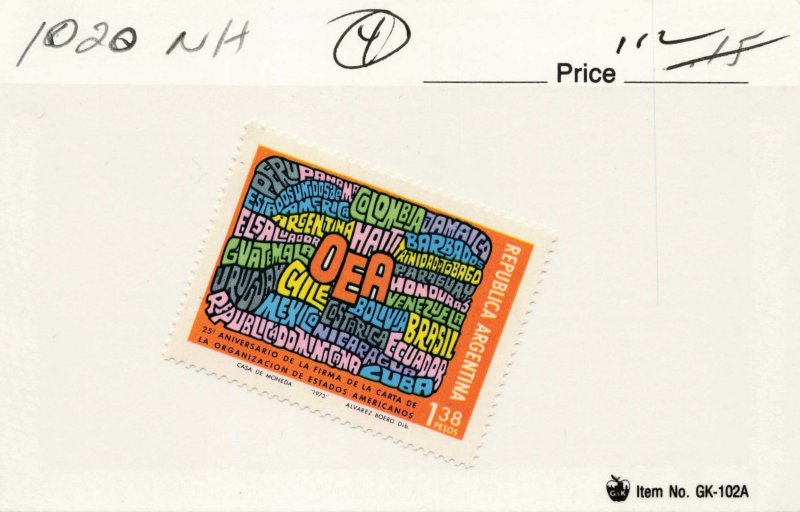 1020 NH
4
Price
.15
PERU
PANAMA
COLOMBIA
JAMAICA
ESTADOS UNIDOS de AMERICA
ARGENTINA
HAITI
BARBADOS
EL SALVADOR
TRINIDAD-TOBAGO
GUATEMALA
OEA
PARAGUAY
HONDURAS
URUGUAY
CHILE
VENEZUELA
BOLIVIA
BRASIL
MEXICO
COSTA RICA
ECUADOR
REPUBLICA DOMINICANA
NICARAGUA
CUBA
REPUBLICA ARGENTINA
25º ANIVERSARIO DE LA FIRMA DE LA CARTA DE
LA ORGANIZACION DE ESTADOS AMERICANOS
1,38
PESOS
CASA DE MONEDA "1973" ALVAREZ BOERO Dib.
G&K Item No. GK-102A